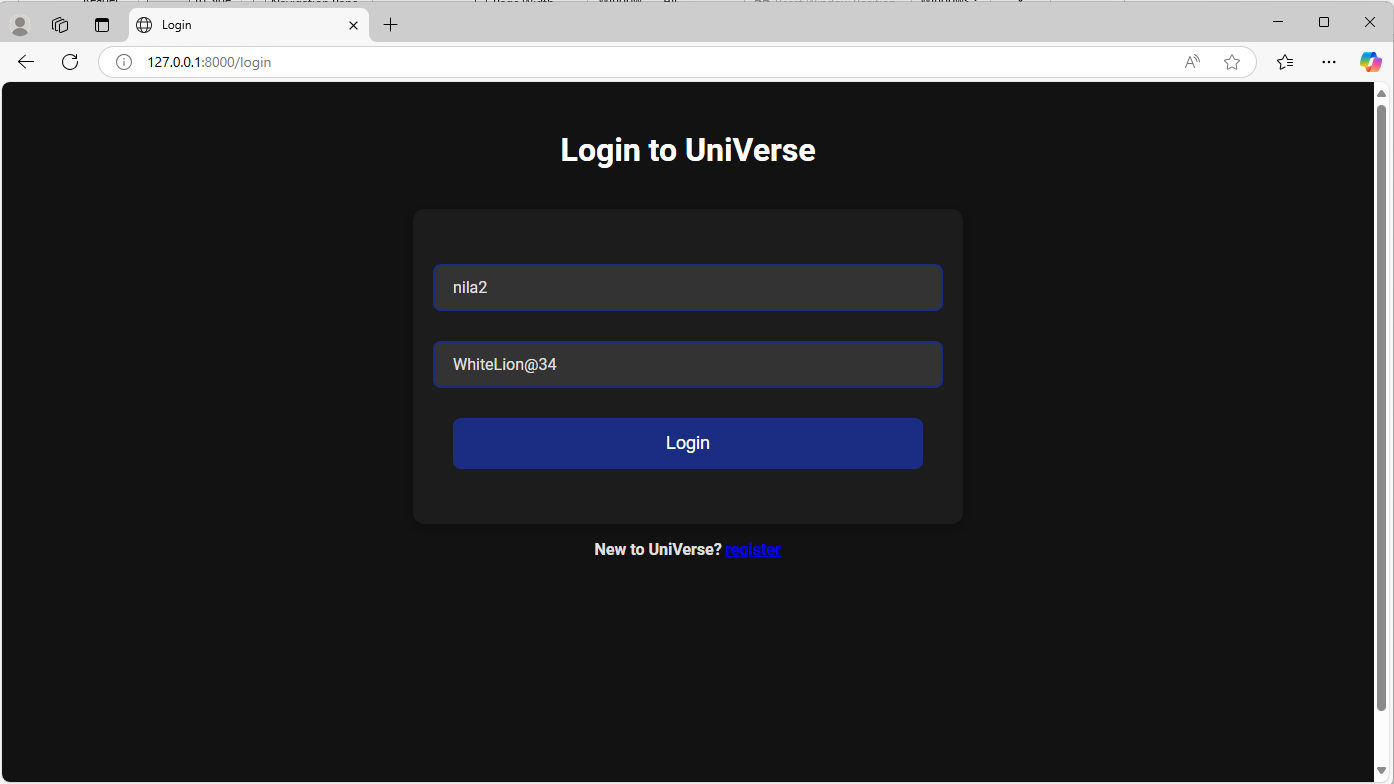 Login
127.0.0.1:8000/login
Login to UniVerse
nila2
WhiteLion@34
Login
New to UniVerse? register